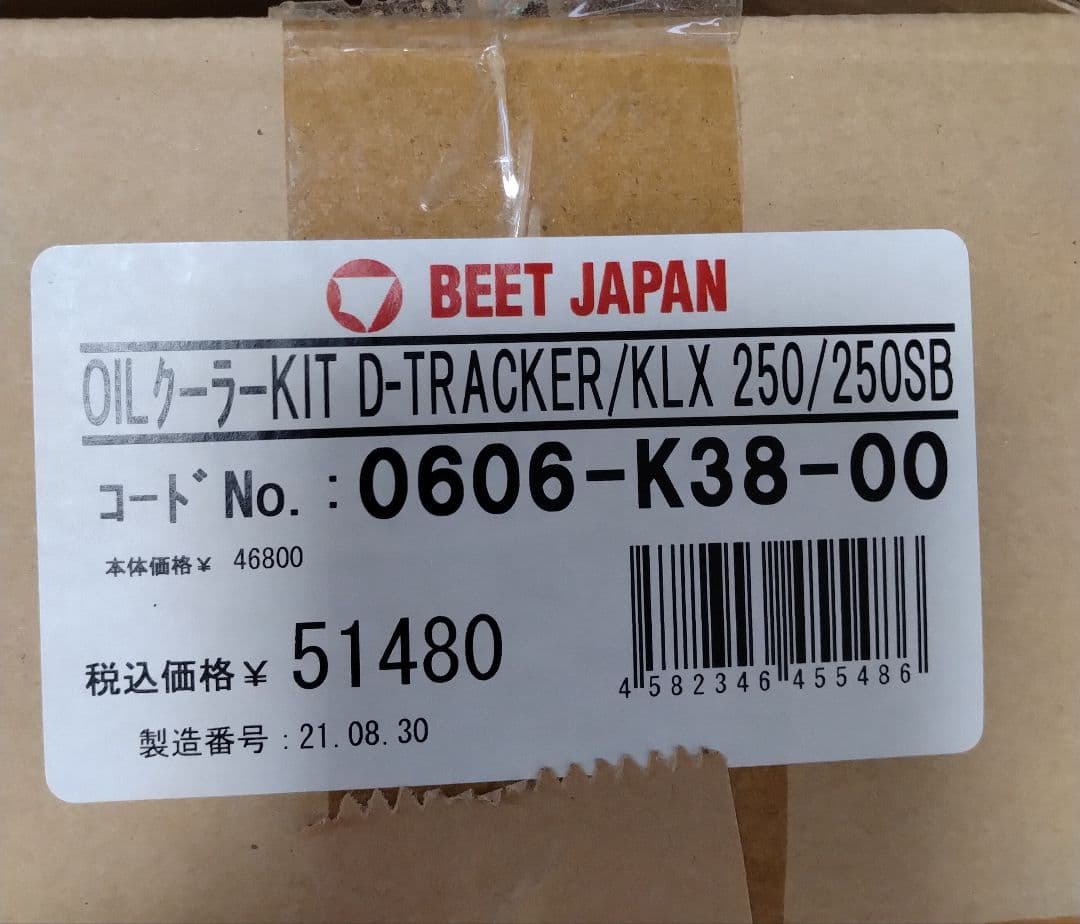 BEET JAPAN
OILクーラーKIT D-TRACKER/KLX 250/250SB
コードNo. : 0606-K38-00
本体価格¥ 46800
税込価格¥ 51480
4 582346 455486
製造番号 : 21.08.30